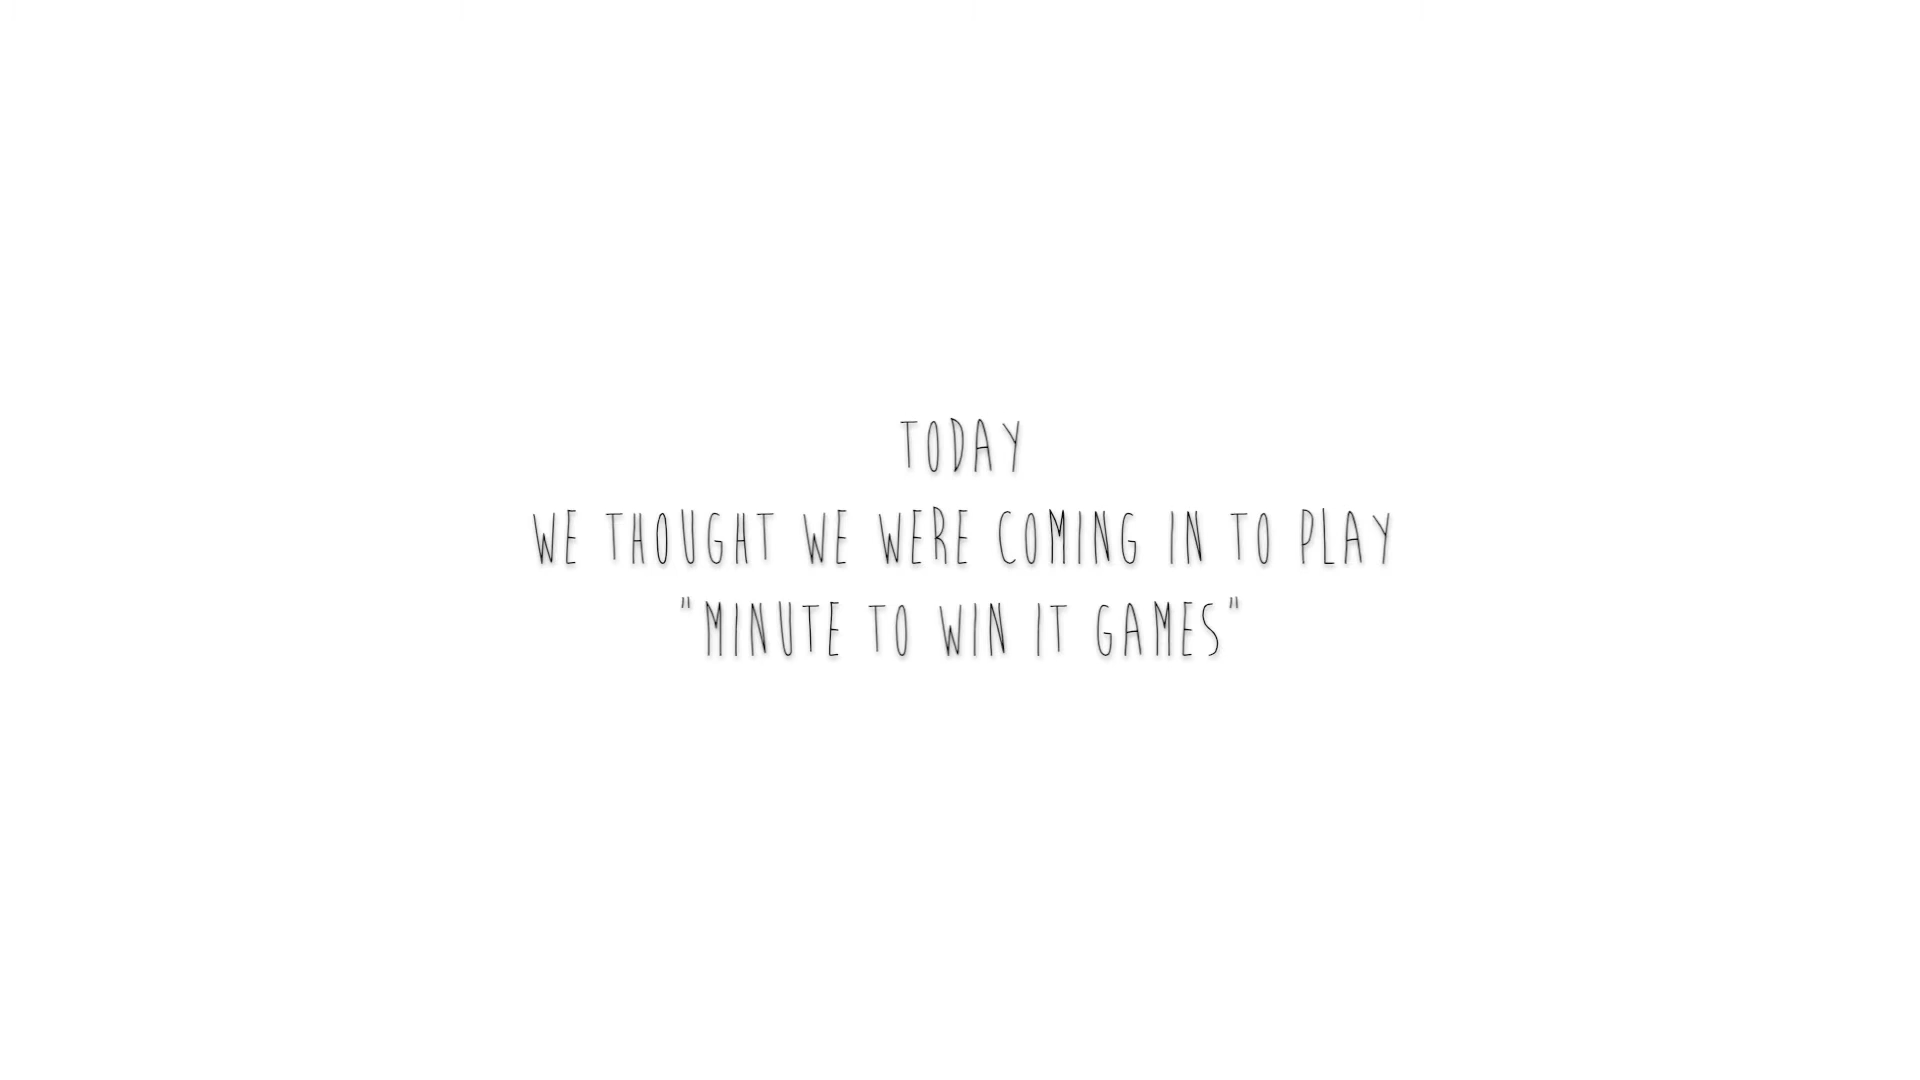 TODAY
WE THOUGHT WE WERE COMING IN TO PLAY
"MINUTE TO WIN IT GAMES"